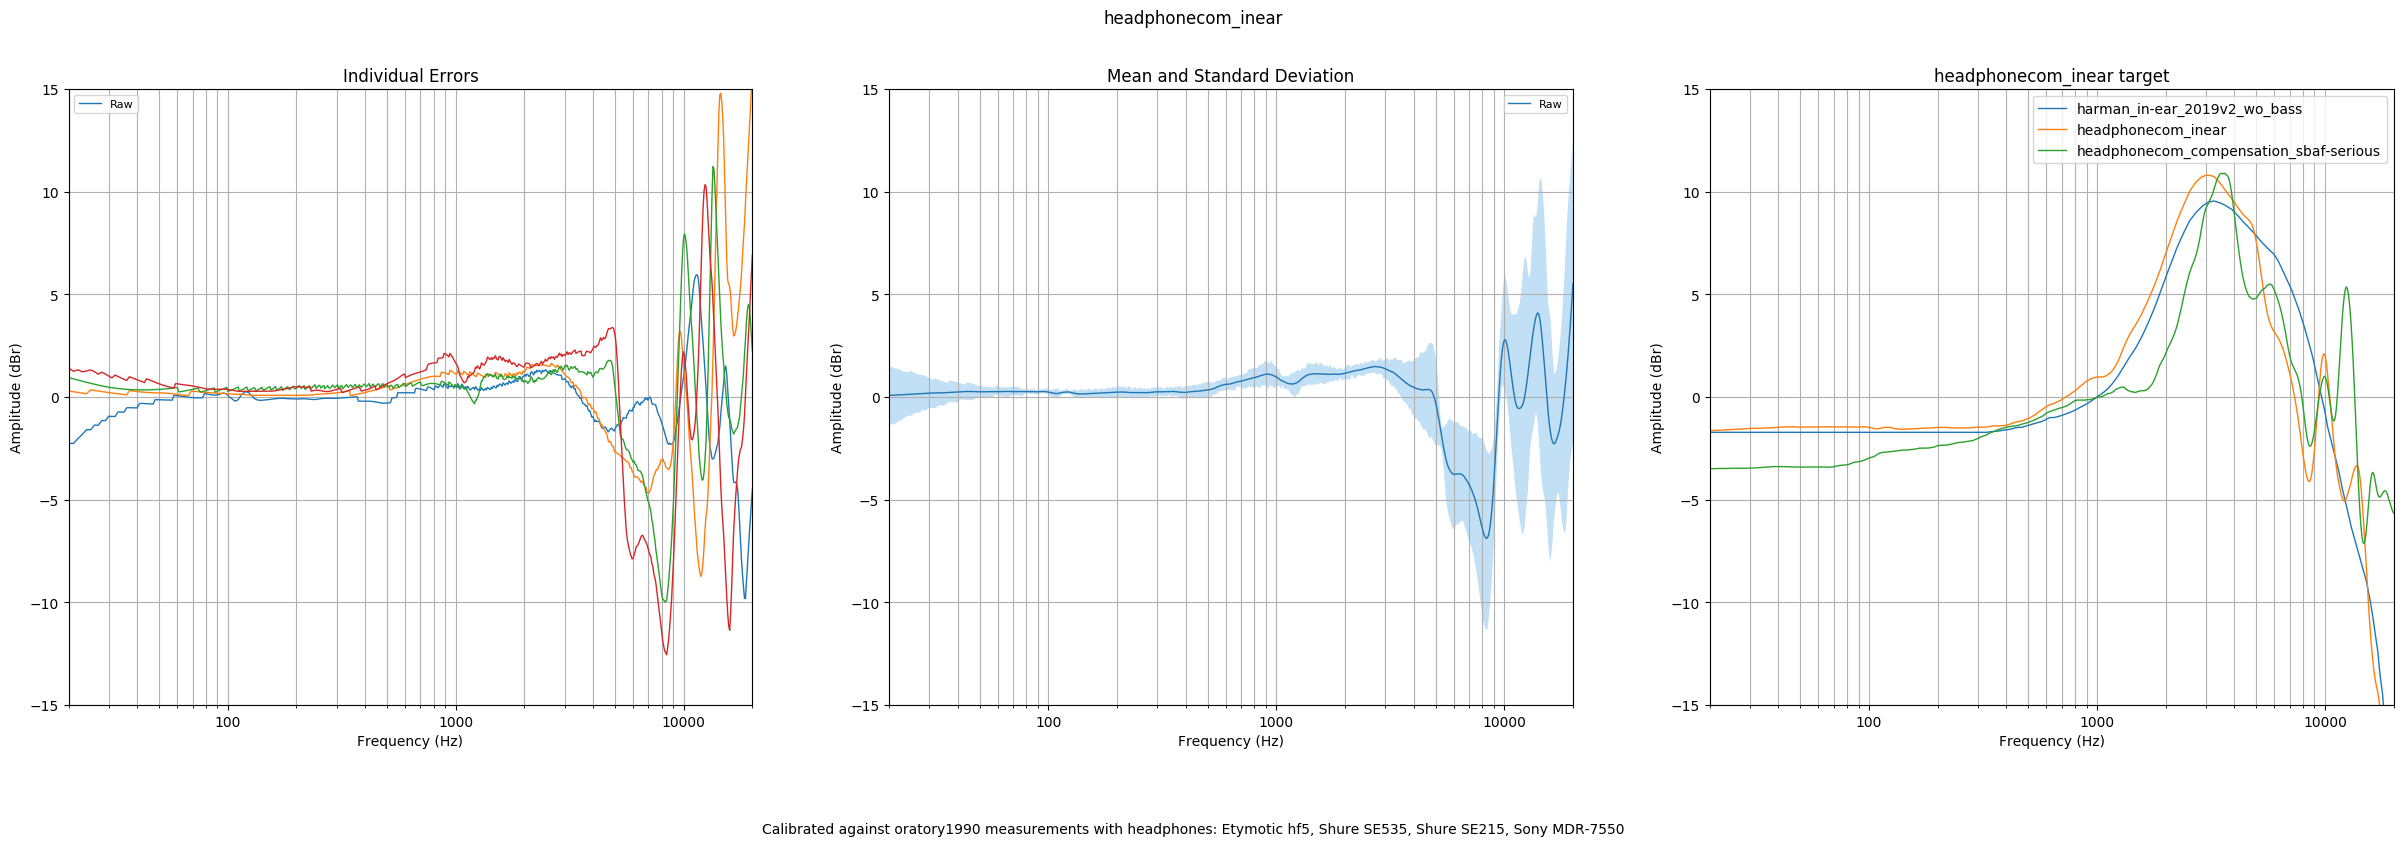 headphonecom_inear
Individual Errors
Raw
15
10
5
0
−5
−10
−15
Amplitude (dBr)
100
1000
10000
Frequency (Hz)
Mean and Standard Deviation
Raw
15
10
5
0
−5
−10
−15
Amplitude (dBr)
100
1000
10000
Frequency (Hz)
headphonecom_inear target
harman_in-ear_2019v2_wo_bass
headphonecom_inear
headphonecom_compensation_sbaf-serious
15
10
5
0
−5
−10
−15
Amplitude (dBr)
100
1000
10000
Frequency (Hz)
Calibrated against oratory1990 measurements with headphones: Etymotic hf5, Shure SE535, Shure SE215, Sony MDR-7550